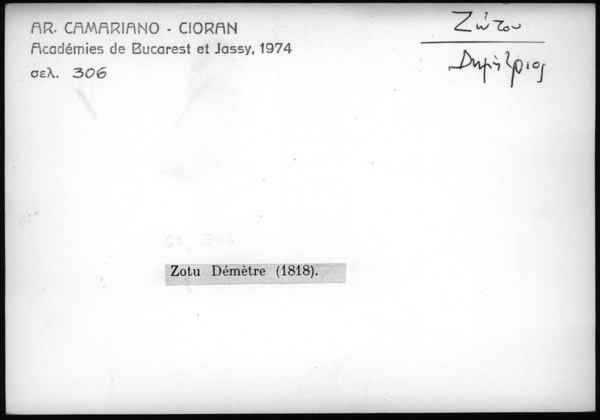 AR. CAMARIANO - CIORAN
Académies de Bucarest et Jassy, 1974
σελ. 306
Ζώτου
Δημήτριος
Zotu Démètre (1818).